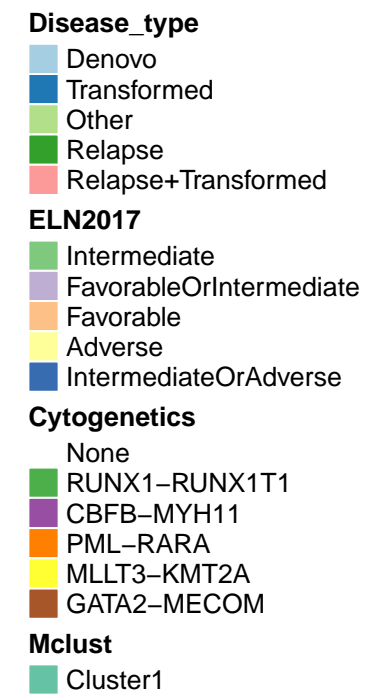 Disease_type
Denovo
Transformed
Other
Relapse
Relapse+Transformed
ELN2017
Intermediate
FavorableOrIntermediate
Favorable
Adverse
IntermediateOrAdverse
Cytogenetics
None
RUNX1−RUNX1T1
CBFB−MYH11
PML−RARA
MLLT3−KMT2A
GATA2−MECOM
Mclust
Cluster1